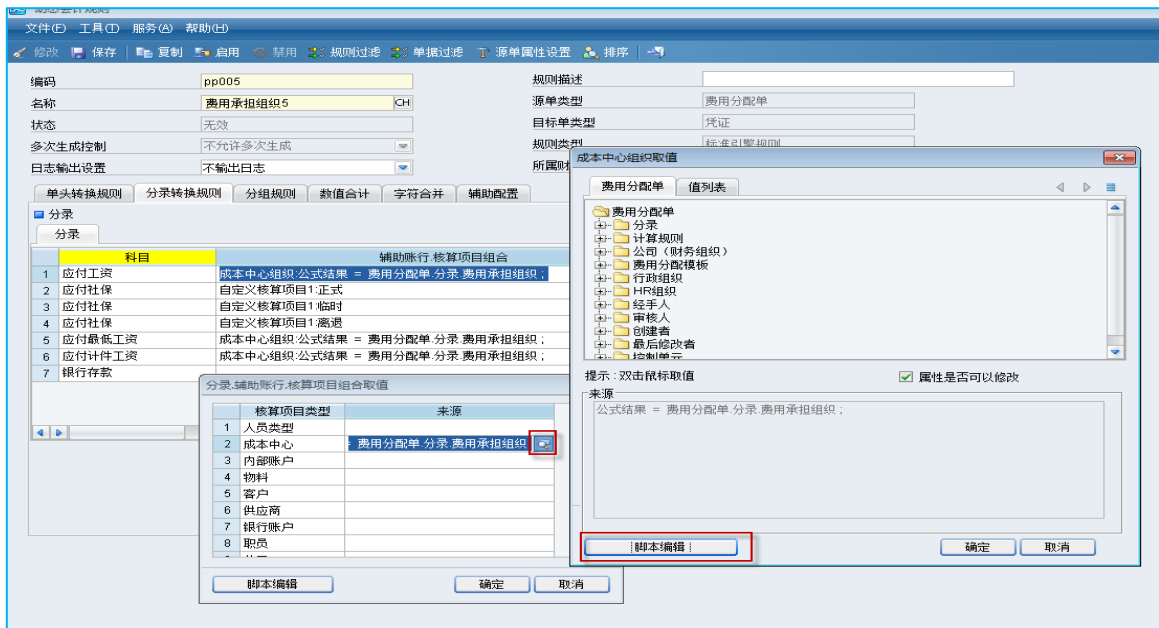 动态会计规则
文件(F) 工具(T) 服务(A) 帮助(H)
修改 保存 复制 启用 禁用 规则过滤 单据过滤 源单属性设置 排序
编码 pp005 规则描述
名称 费用承担组织5 CH 源单类型 费用分配单
状态 无效 目标单类型 凭证
多次生成控制 不允许多次生成 规则类型 标准引擎规则
日志输出设置 不输出日志
单头转换规则 分录转换规则 分组规则 数值合计 字符合并 辅助配置
分录
分录
科目 辅助账行.核算项目组合
1 应付工资 成本中心组织:公式结果 = 费用分配单.分录.费用承担组织;
2 应付社保 自定义核算项目1:正式
3 应付社保 自定义核算项目1:临时
4 应付社保 自定义核算项目1:离退
5 应付最低工资 成本中心组织:公式结果 = 费用分配单.分录.费用承担组织;
6 应付计件工资 成本中心组织:公式结果 = 费用分配单.分录.费用承担组织;
7 银行存款
分录.辅助账行.核算项目组合取值
核算项目类型 来源
1 人员类型
2 成本中心 = 费用分配单.分录.费用承担组织
3 内部账户
4 物料
5 客户
6 供应商
7 银行账户
8 职员
脚本编辑 确定 取消
成本中心组织取值
费用分配单 值列表
费用分配单
分录
计算规则
公司（财务组织）
费用分配模板
行政组织
HR组织
经手人
审核人
创建者
最后修改者
控制单元
提示:双击鼠标取值 属性是否可以修改
来源
公式结果 = 费用分配单.分录.费用承担组织;
脚本编辑 确定 取消